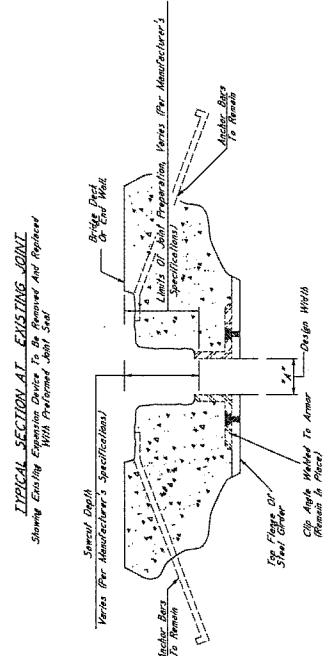 TYPICAL SECTION AT EXISTING JOINT
Showing Existing Expansion Device To Be Removed And Replaced
With Preformed Joint Seal
Sawcut Depth
Varies (Per Manufacturer's Specifications)
Bridge Deck
Or End Wall
Limits Of Joint Preparation, Varies (Per Manufacturer's
Specifications)
Anchor Bars
To Remain
Anchor Bars
To Remain
Top Flange Of
Steel Girder
Clip Angle Welded To Armor
(Remain In Place)
"A"
Design Width